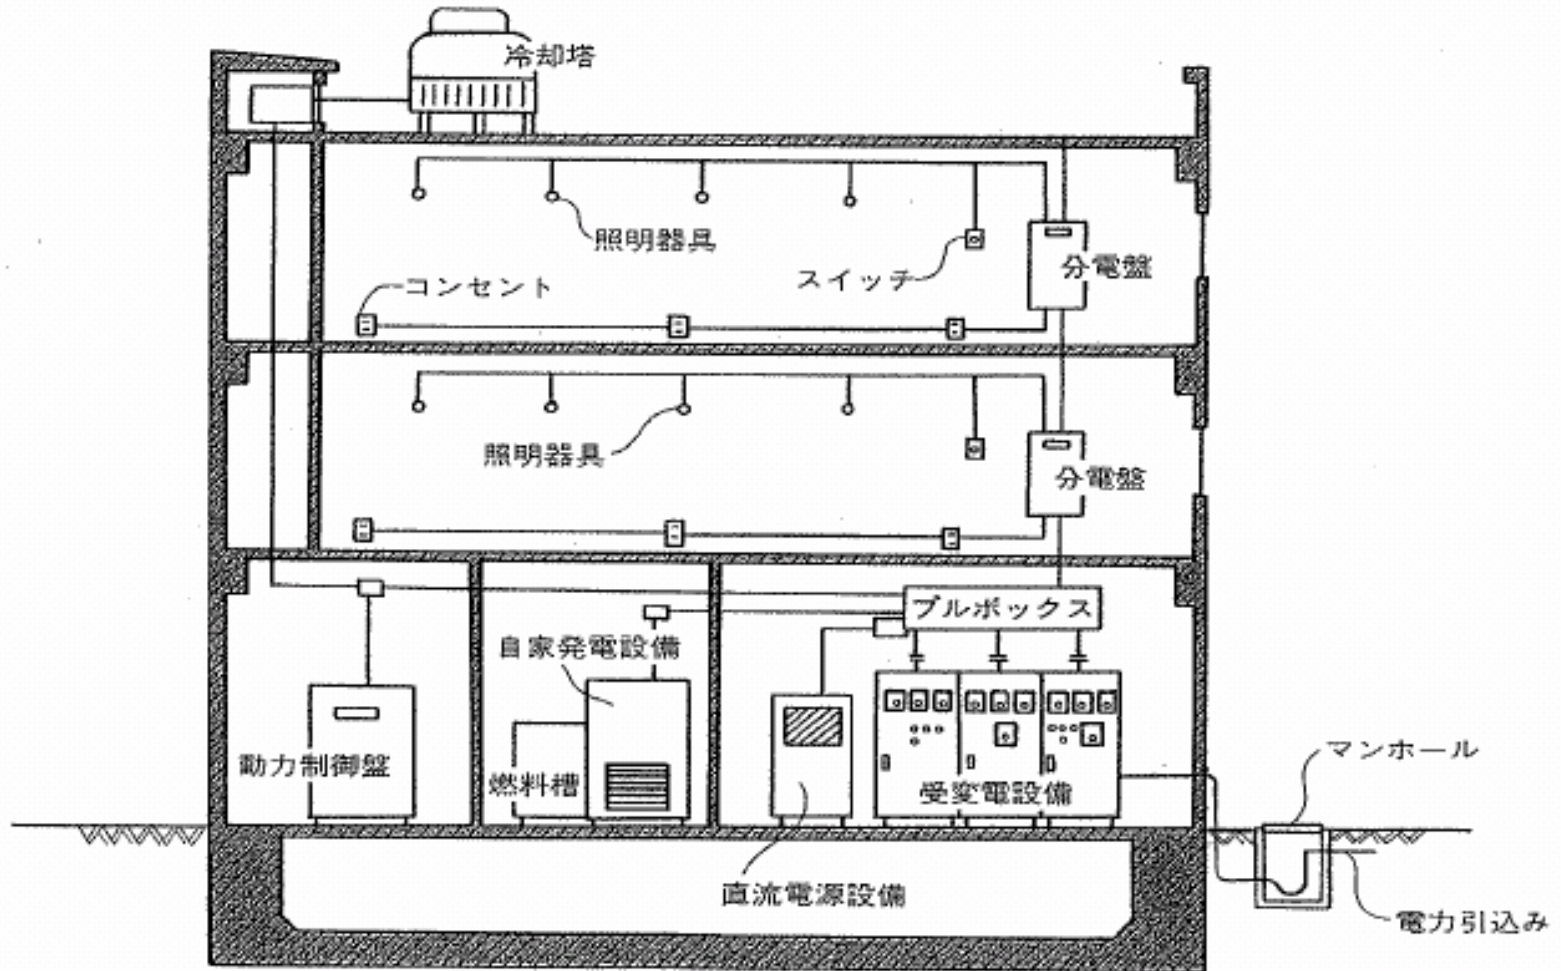 冷却塔
照明器具
スイッチ
分電盤
コンセント
照明器具
分電盤
プルボックス
自家発電設備
動力制御盤
燃料槽
受変電設備
マンホール
直流電源設備
電力引込み